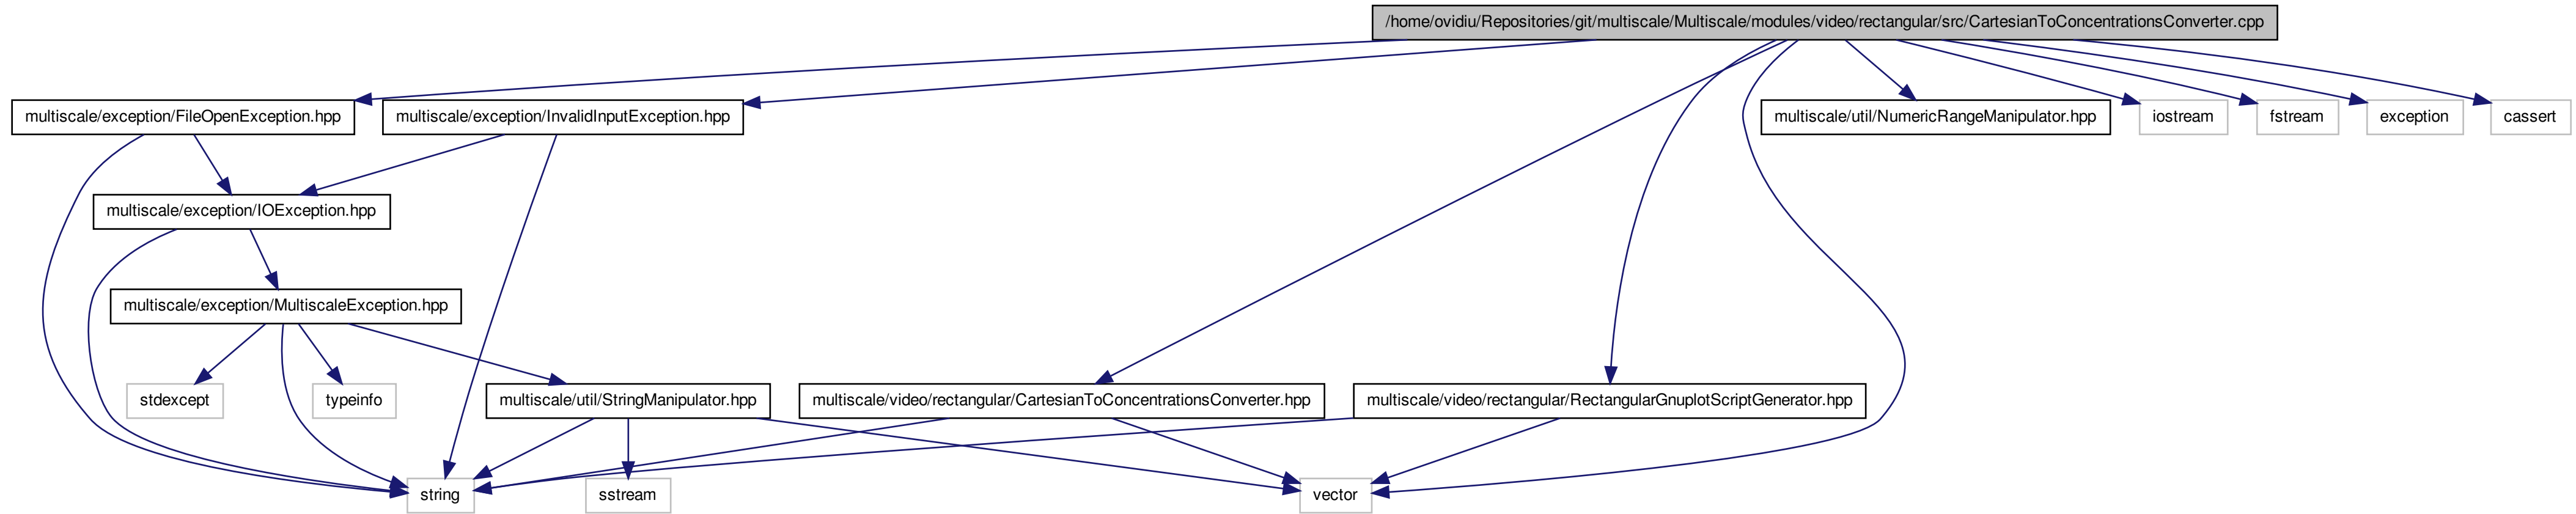 /home/ovidiu/Repositories/git/multiscale/Multiscale/modules/video/rectangular/src/CartesianToConcentrationsConverter.cpp
multiscale/exception/FileOpenException.hpp
multiscale/exception/InvalidInputException.hpp
multiscale/util/NumericRangeManipulator.hpp
iostream
fstream
exception
cassert
multiscale/exception/IOException.hpp
multiscale/exception/MultiscaleException.hpp
stdexcept
typeinfo
multiscale/util/StringManipulator.hpp
multiscale/video/rectangular/CartesianToConcentrationsConverter.hpp
multiscale/video/rectangular/RectangularGnuplotScriptGenerator.hpp
string
sstream
vector